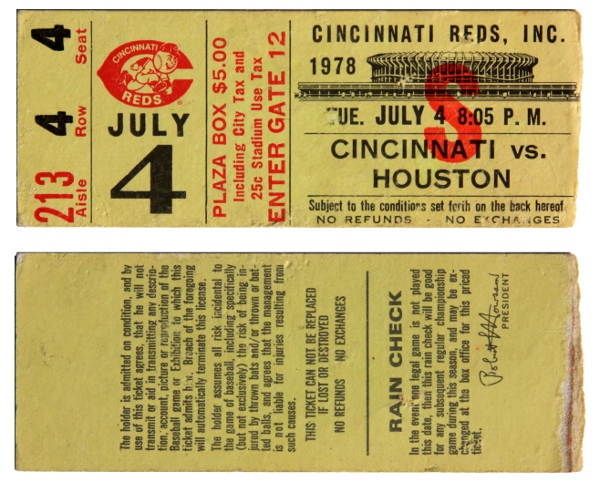 4 Seat
4 Row
213 Aisle
CINCINNATI
REDS
JULY
4
PLAZA BOX $5.00
Including City Tax and
25c Stadium Use Tax
ENTER GATE 12
CINCINNATI REDS, INC.
1978
TUE. JULY 4 8:05 P. M.
S
CINCINNATI vs.
HOUSTON
Subject to the conditions set forth on the back hereof
NO REFUNDS - NO EXCHANGES
The holder is admitted on condition, and by
use of this ticket agrees, that he will not
transmit or aid in transmitting any descrip-
tion, account, picture or reproduction of the
Baseball game or Exhibition to which this
ticket admits him. Breach of the foregoing
will automatically terminate this license.
The holder assumes all risk incidental to
the game of baseball, including specifically
(but not exclusively) the risk of being in-
jured by thrown bats and/or thrown or bat-
ted balls, and agrees that the management
is not liable for injuries resulting from
such causes.
THIS TICKET CAN NOT BE REPLACED
IF LOST OR DESTROYED
NO REFUNDS NO EXCHANGES
RAIN CHECK
In the event one legal game is not played
this date, then this rain check will be good
for any subsequent regular championship
game during this season, and may be ex-
changed at the box office for this priced
ticket.
PRESIDENT